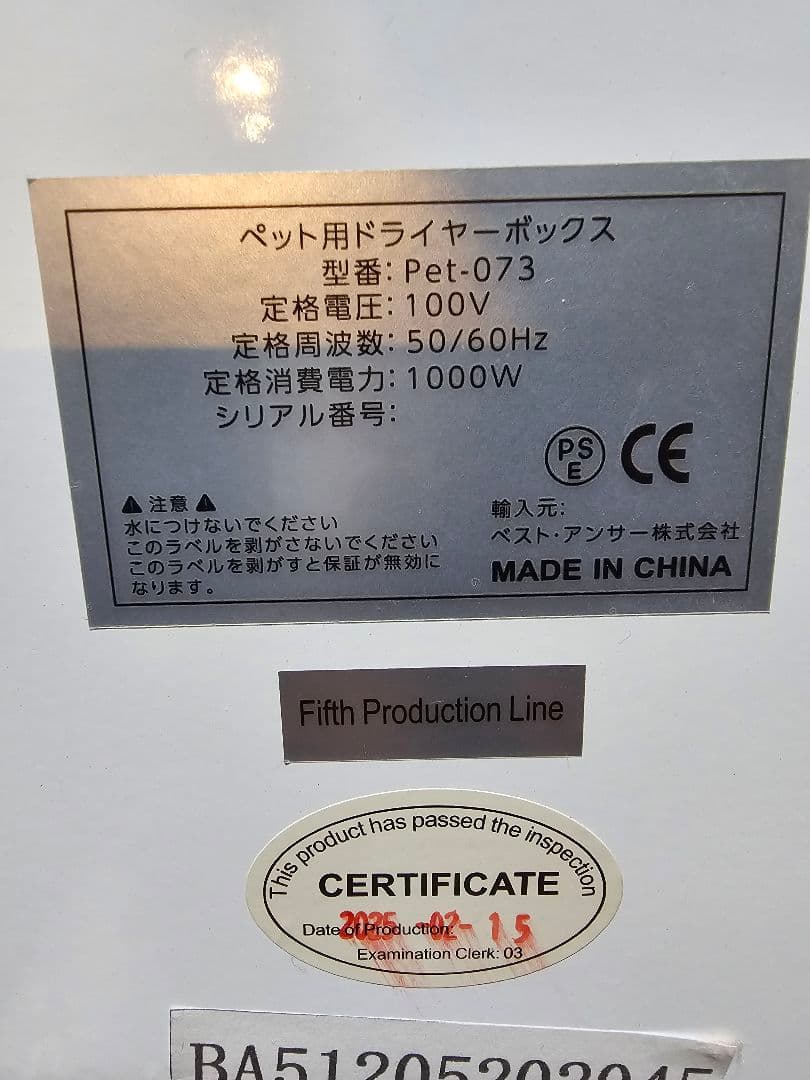 ペット用ドライヤーボックス
型番: Pet-073
定格電圧: 100V
定格周波数: 50/60Hz
定格消費電力: 1000W
シリアル番号:
PS
E
CE
⚠ 注意 ⚠
水につけないでください
このラベルを剥がさないでください
このラベルを剥がすと保証が無効に
なります。
輸入元:
ベスト・アンサー株式会社
MADE IN CHINA
Fifth Production Line
This product has passed the inspection
CERTIFICATE
Date of Production: 2025-02-15
Examination Clerk: 03
BA51205202045